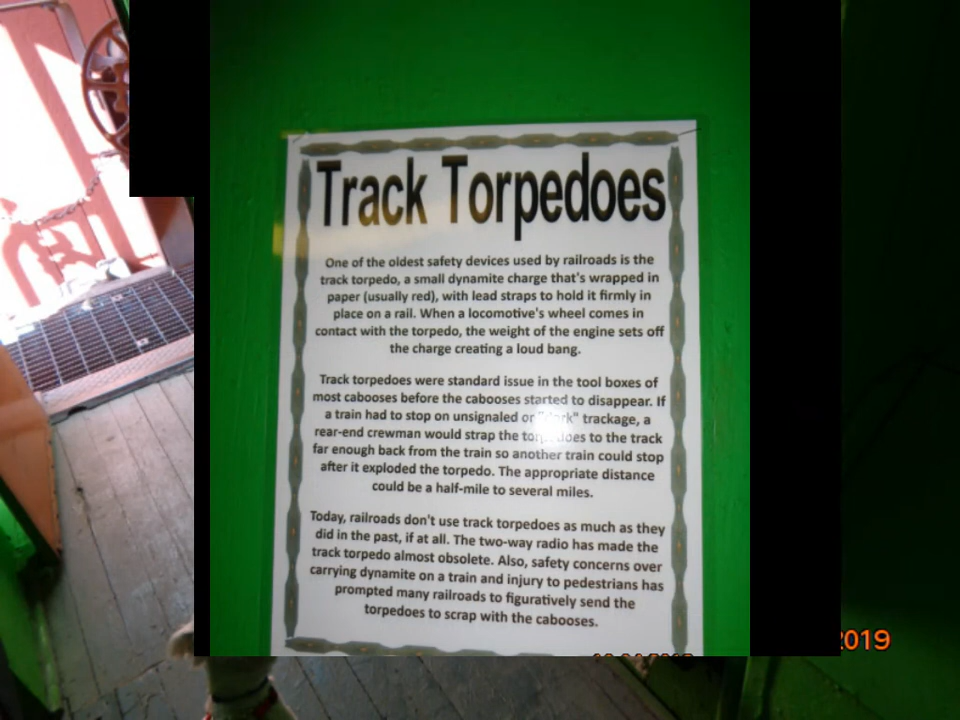 Track Torpedoes
One of the oldest safety devices used by railroads is the
track torpedo, a small dynamite charge that's wrapped in
paper (usually red), with lead straps to hold it firmly in
place on a rail. When a locomotive's wheel comes in
contact with the torpedo, the weight of the engine sets off
the charge creating a loud bang.
Track torpedoes were standard issue in the tool boxes of
most cabooses before the cabooses started to disappear. If
a train had to stop on unsignaled or "dark" trackage, a
rear-end crewman would strap the torpedoes to the track
far enough back from the train so another train could stop
after it exploded the torpedo. The appropriate distance
could be a half-mile to several miles.
Today, railroads don't use track torpedoes as much as they
did in the past, if at all. The two-way radio has made the
track torpedo almost obsolete. Also, safety concerns over
carrying dynamite on a train and injury to pedestrians has
prompted many railroads to figuratively send the
torpedoes to scrap with the cabooses.
2019